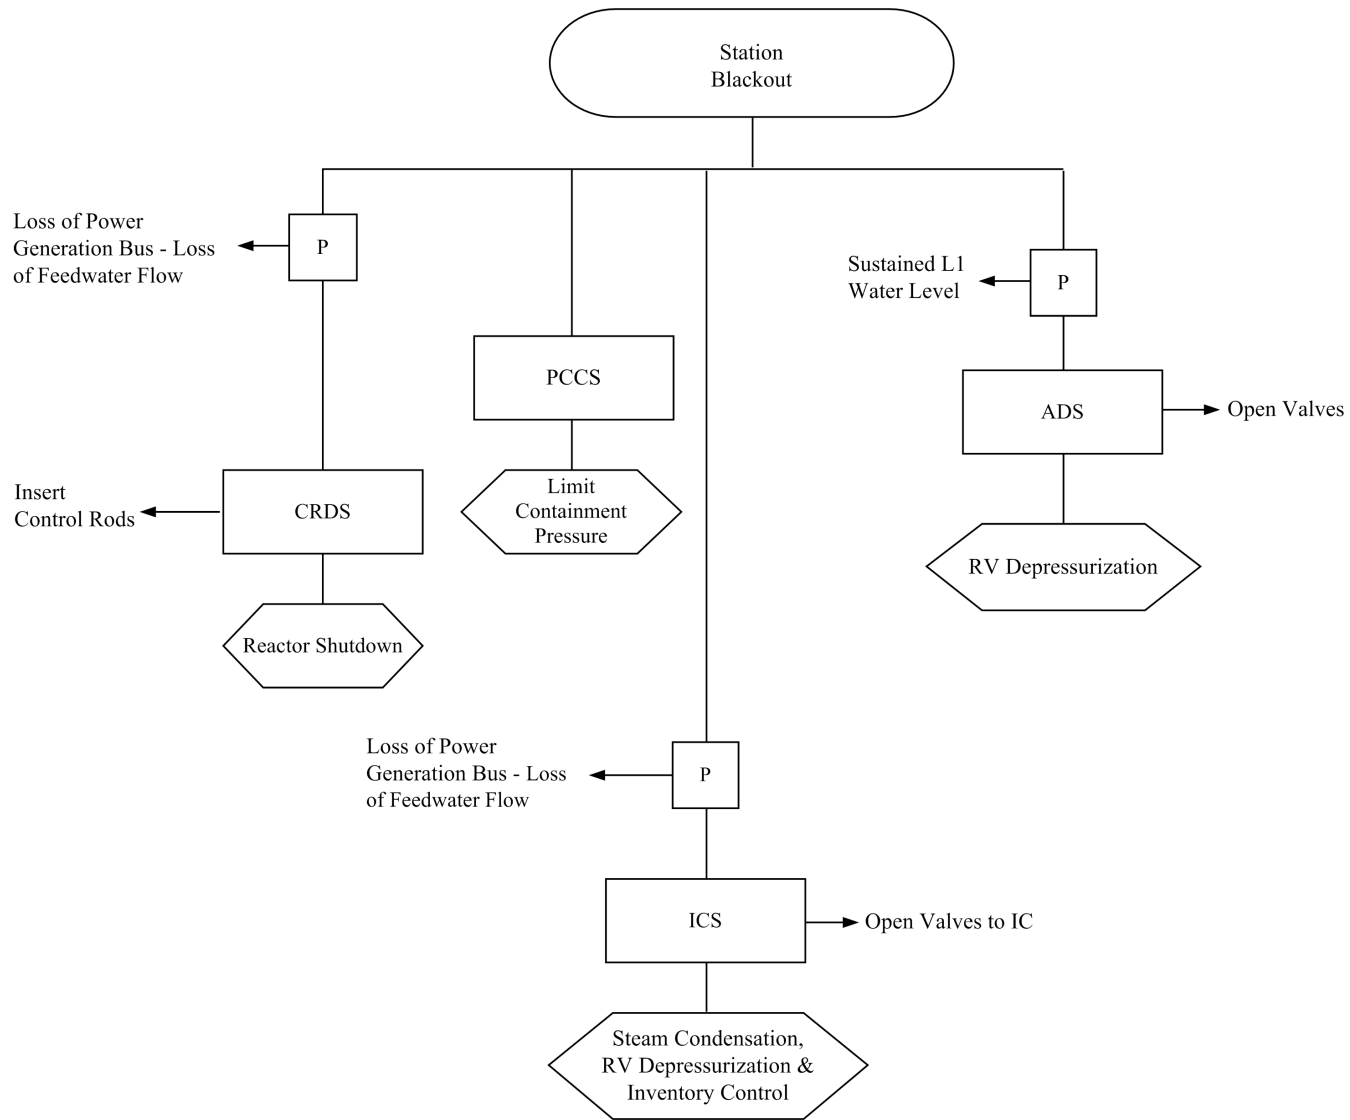 Station
Blackout
Loss of Power
Generation Bus - Loss
of Feedwater Flow
P
Sustained L1
Water Level
P
PCCS
ADS
Open Valves
Insert
Control Rods
CRDS
Limit
Containment
Pressure
RV Depressurization
Reactor Shutdown
Loss of Power
Generation Bus - Loss
of Feedwater Flow
P
ICS
Open Valves to IC
Steam Condensation,
RV Depressurization &
Inventory Control